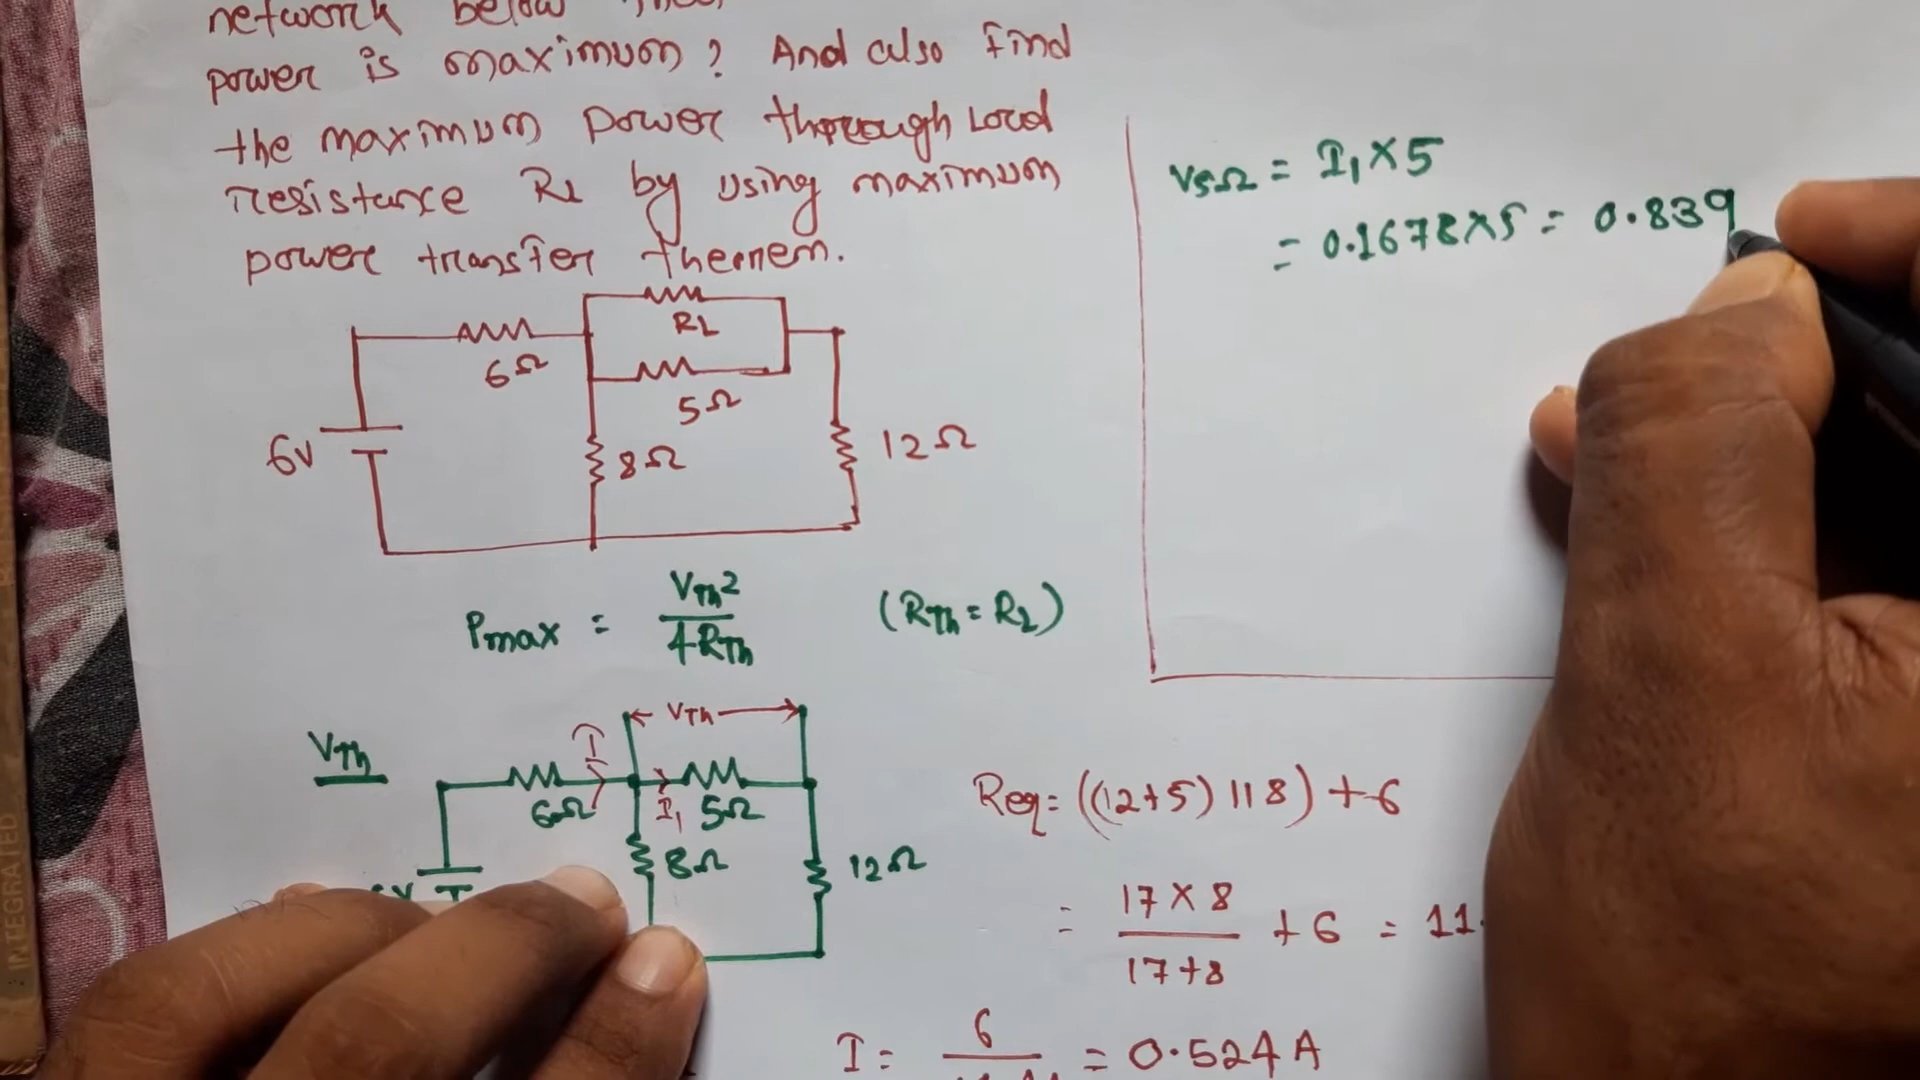 network below
power is maximum? And also find
the maximum power through Load
resistance RL by using maximum
power transfer theorem.
RL
6Ω
5Ω
6V
8Ω
12Ω
Pmax = VTh² / 4RTh (RTh = RL)
VTh
VTh
I
6Ω
I₁
5Ω
8Ω
12Ω
V5Ω = I₁ × 5
= 0.1678×5 = 0.839
Req = ((12+5) || 8) + 6
= 17 × 8 / 17+8 + 6 = 11.
I = 6 / = 0.524 A
INTEGRATED